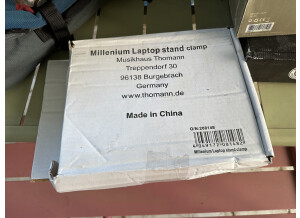 Millenium Laptop stand clamp
Musikhaus Thomann
Treppendorf 30
96138 Burgebrach
Germany
www.thomann.de
Made in China
Millenium Laptop stand clamp